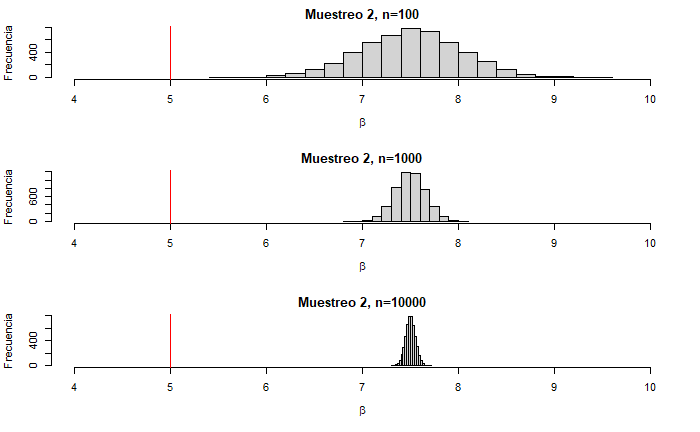 Muestreo 2, n=100
Frecuencia
0 400
4 5 6 7 8 9 10
β
Muestreo 2, n=1000
Frecuencia
0 600
4 5 6 7 8 9 10
β
Muestreo 2, n=10000
Frecuencia
0 400
4 5 6 7 8 9 10
β